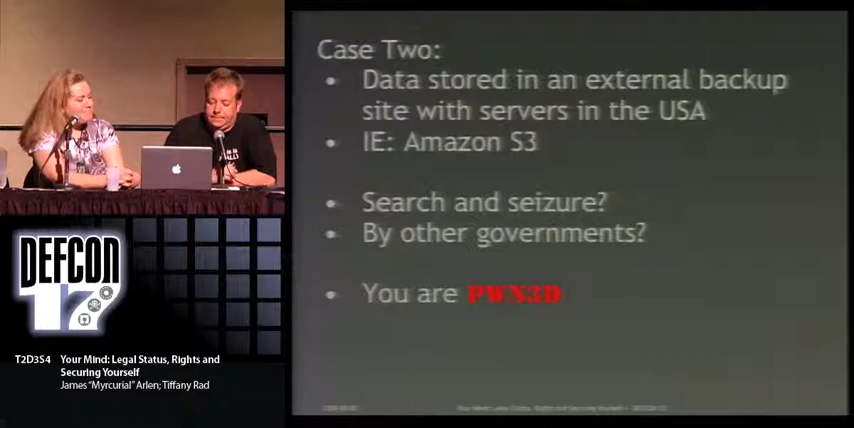 Case Two:
• Data stored in an external backup
site with servers in the USA
• IE: Amazon S3
• Search and seizure?
• By other governments?
• You are PWN3D
DEFCON
17
T2D3S4 Your Mind: Legal Status, Rights and
Securing Yourself
James "Myrcurial" Arlen; Tiffany Rad